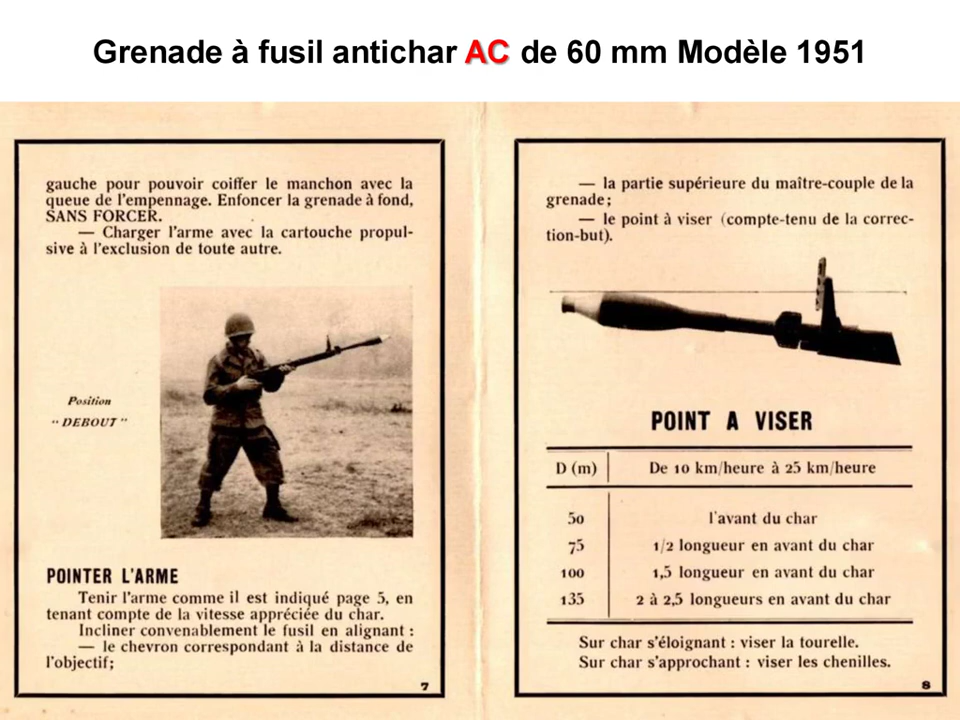 Grenade à fusil antichar AC de 60 mm Modèle 1951
gauche pour pouvoir coiffer le manchon avec la
queue de l'empennage. Enfoncer la grenade à fond,
SANS FORCER.
— Charger l'arme avec la cartouche propul-
sive à l'exclusion de toute autre.
Position
" DEBOUT "
POINTER L'ARME
Tenir l'arme comme il est indiqué page 5, en
tenant compte de la vitesse appréciée du char.
Incliner convenablement le fusil en alignant :
— le chevron correspondant à la distance de
l'objectif;
7
— la partie supérieure du maître-couple de la
grenade;
— le point à viser (compte-tenu de la correc-
tion-but).
POINT A VISER
D (m) De 10 km/heure à 25 km/heure
50 l'avant du char
75 1/2 longueur en avant du char
100 1,5 longueur en avant du char
135 2 à 2,5 longueurs en avant du char
Sur char s'éloignant : viser la tourelle.
Sur char s'approchant : viser les chenilles.
8